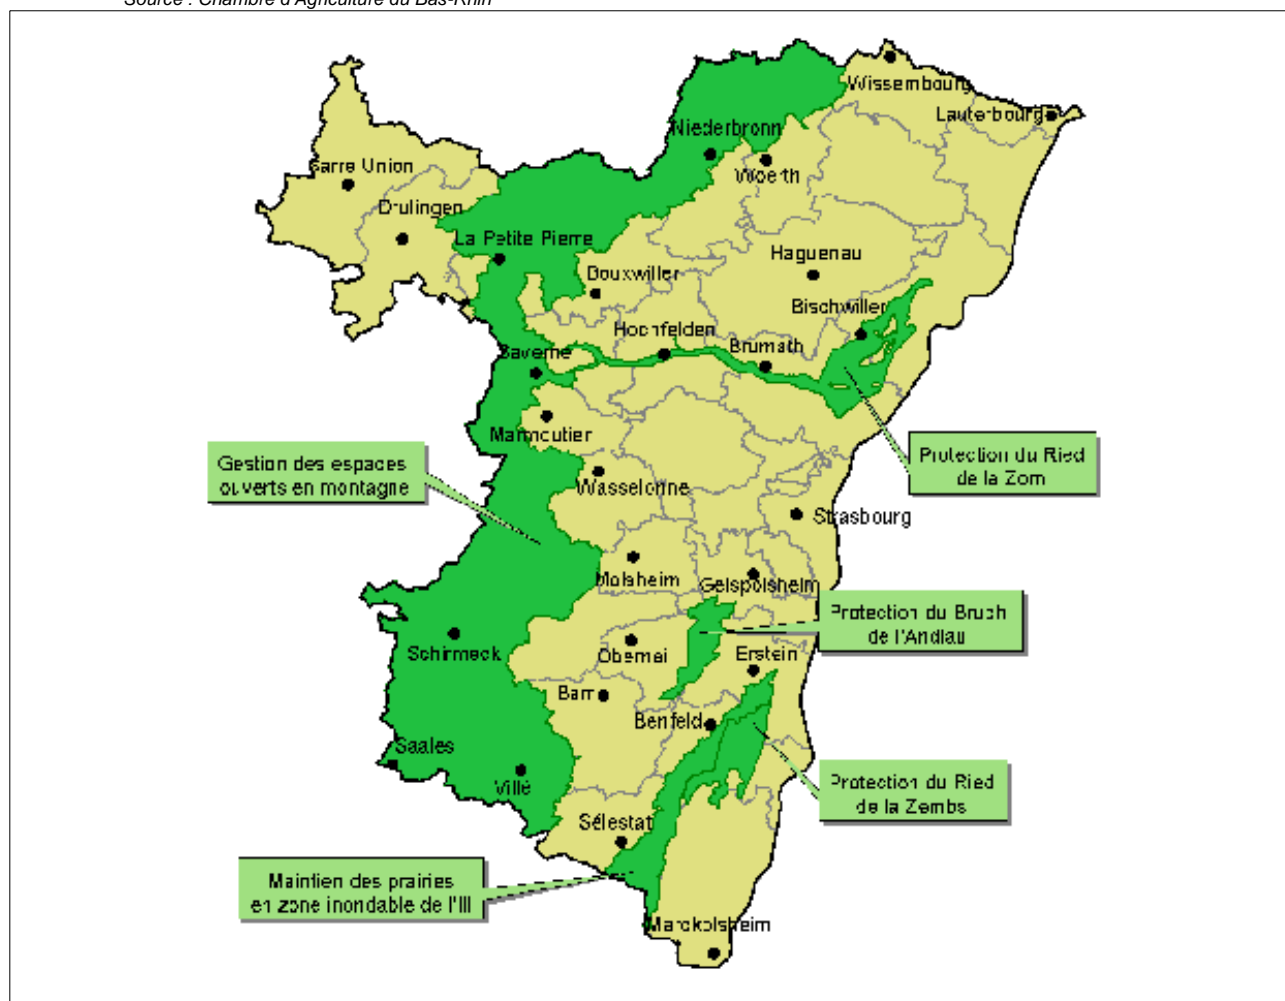 Source : Chambre d'Agriculture du Bas-Rhin
Wissembourg
Lauterbourg
Niederbronn
Woerth
Sarre Union
Drulingen
La Petite Pierre
Haguenau
Bouxwiller
Bischwiller
Hochfelden
Brumath
Saverne
Marmoutier
Gestion des espaces
ouverts en montagne
Protection du Ried
de la Zorn
Wasselonne
Strasbourg
Molsheim
Geispolsheim
Protection du Bruch
de l'Andlau
Schirmeck
Obernai
Erstein
Barr
Benfeld
Saales
Villé
Protection du Ried
de la Zembs
Sélestat
Maintien des prairies
en zone inondable de l'Ill
Marckolsheim